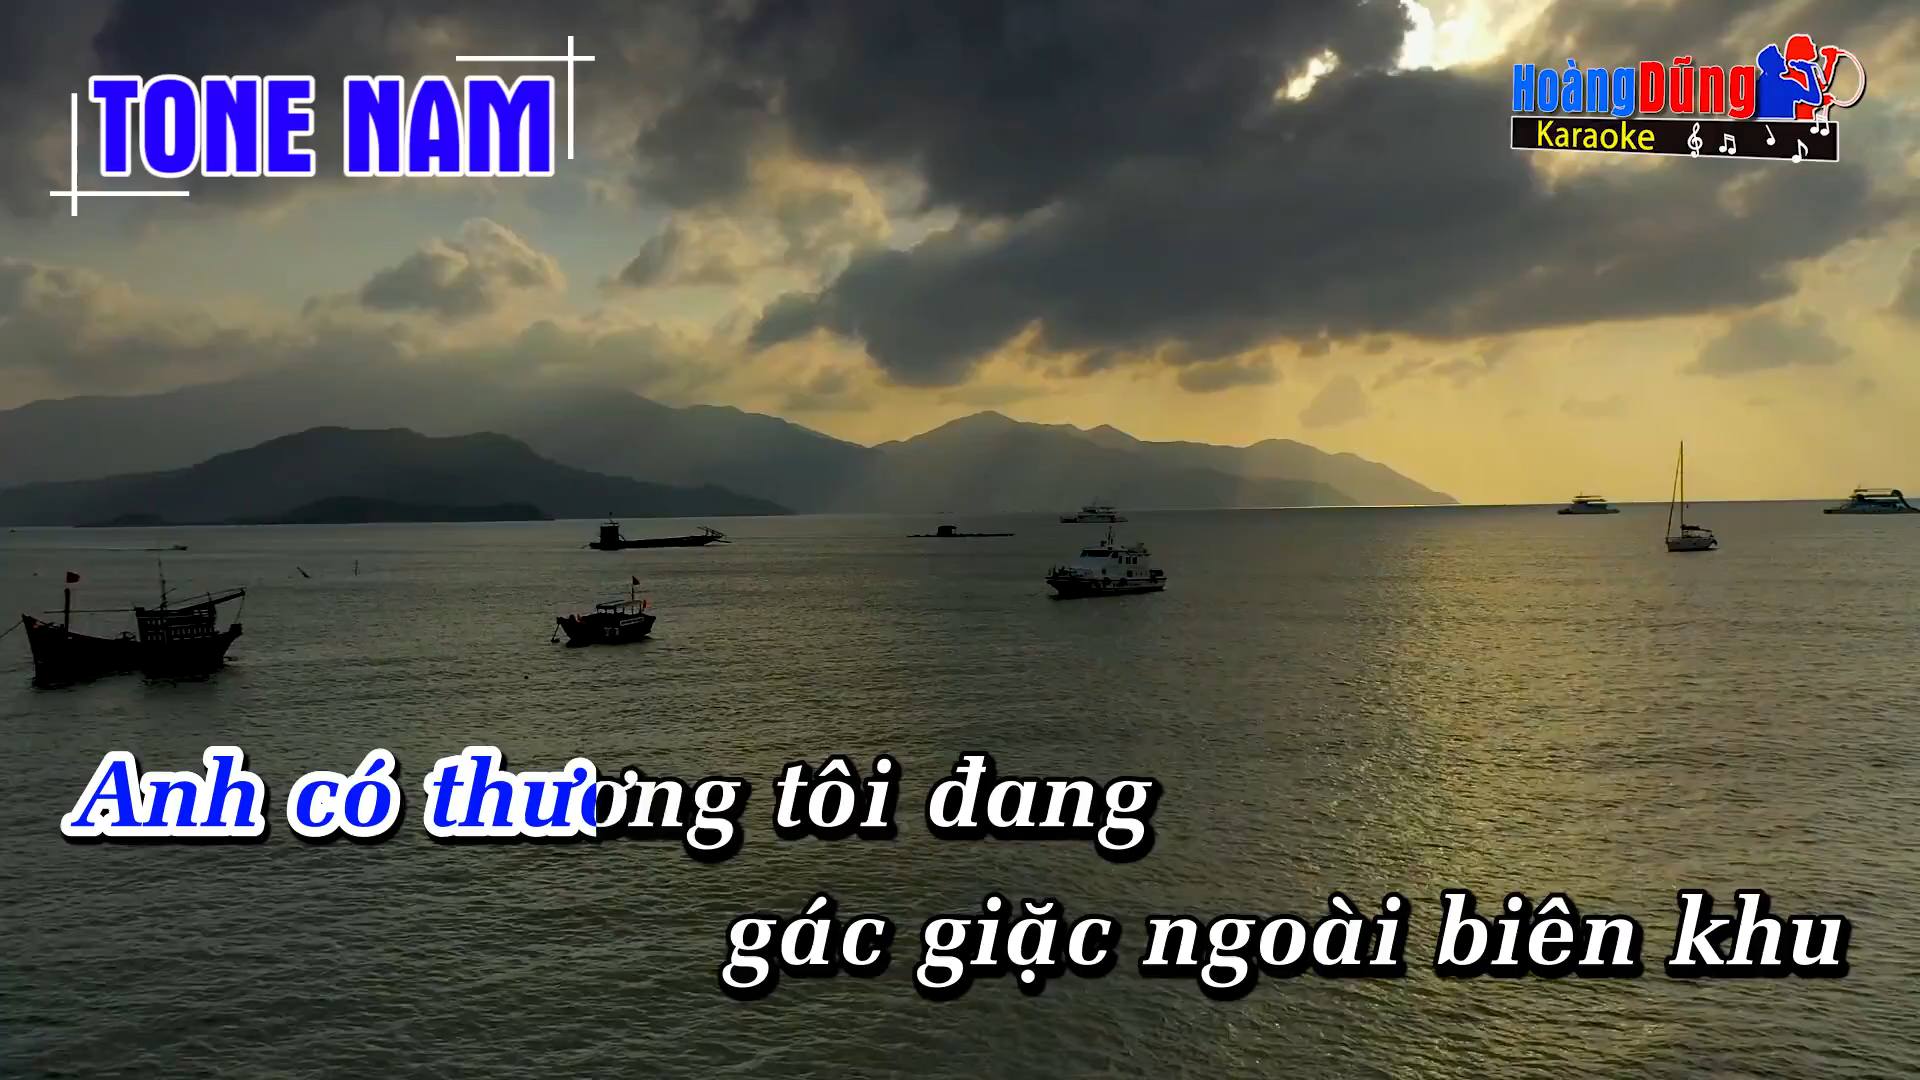 TONE NAM
HoàngDũng
Karaoke
Anh có thương tôi đang
gác giặc ngoài biên khu